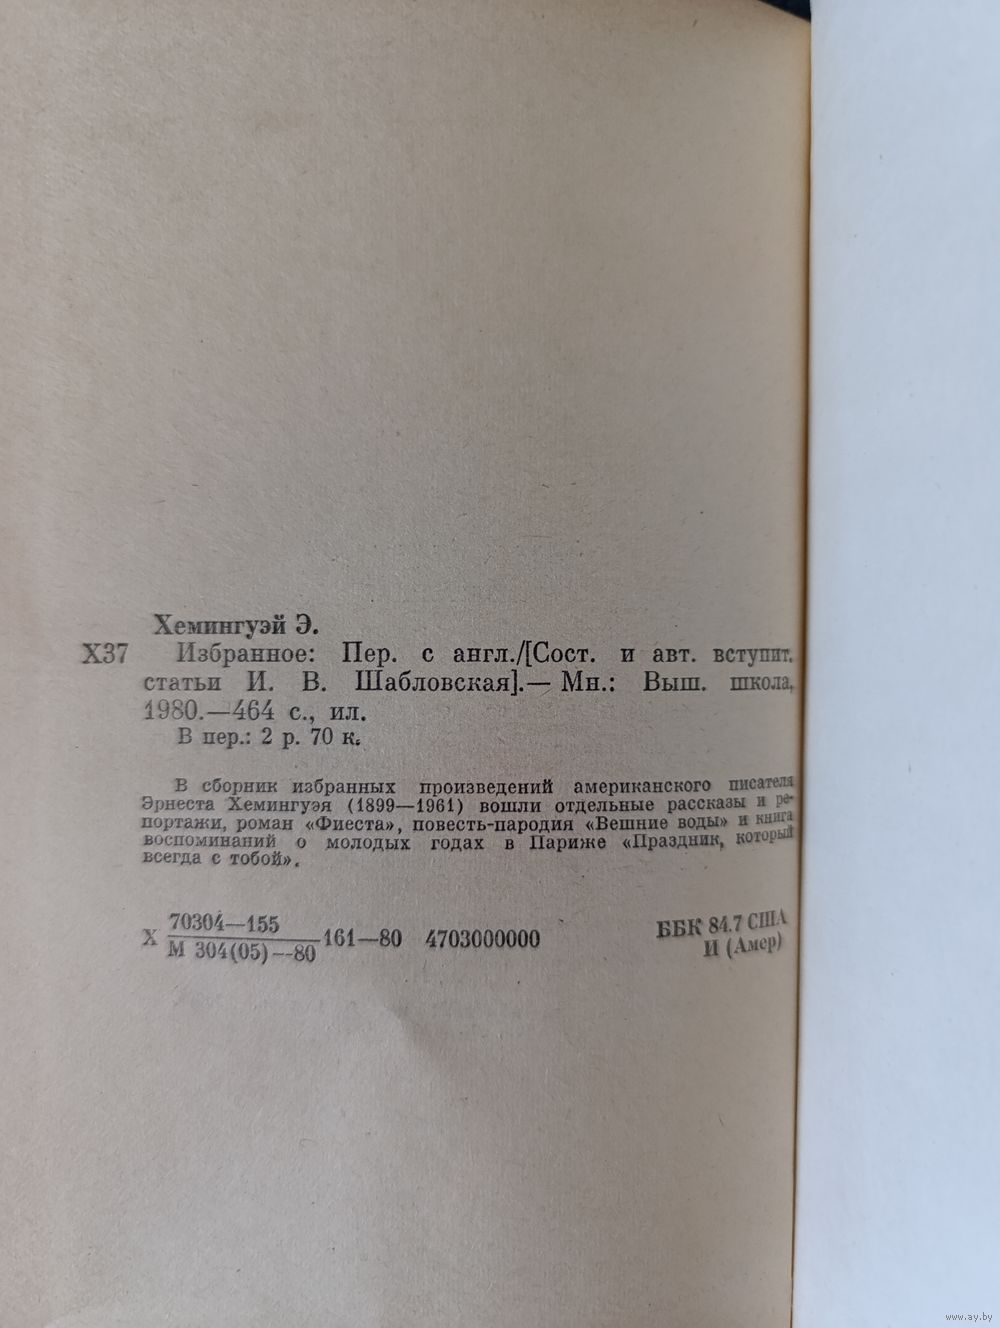 Хемингуэй Э.
Х37 Избранное: Пер. с англ./[Сост. и авт. вступит.
статьи И. В. Шабловская].— Мн.: Выш. школа,
1980.—464 с., ил.
В пер.: 2 р. 70 к.
В сборник избранных произведений американского писателя
Эрнеста Хемингуэя (1899—1961) вошли отдельные рассказы и ре-
портажи, роман «Фиеста», повесть-пародия «Вешние воды» и книга
воспоминаний о молодых годах в Париже «Праздник, который
всегда с тобой».
Х 70304—155
М 304(05)—80 161—80 4703000000
ББК 84.7 США
И (Амер)
www.ay.by